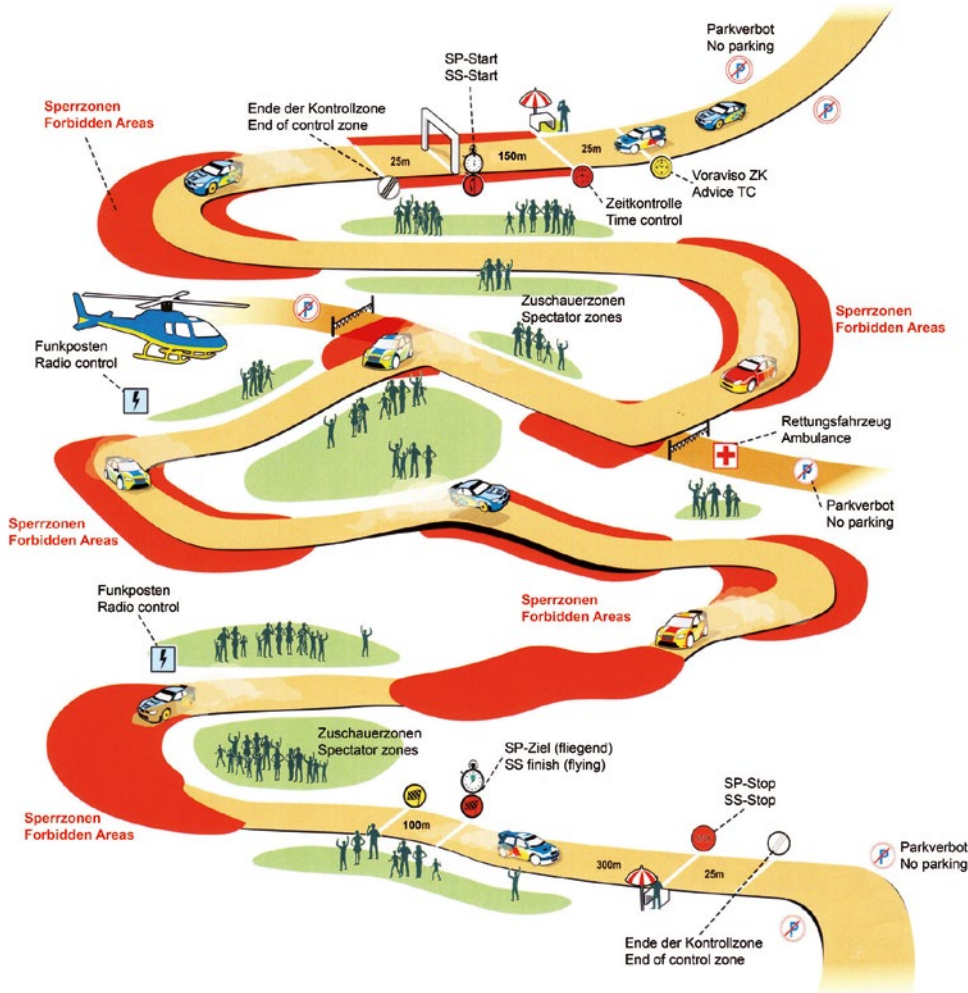 Parkverbot
No parking
SP-Start
SS-Start
Sperrzonen
Forbidden Areas
Ende der Kontrollzone
End of control zone
25m
150m
25m
Voraviso ZK
Advice TC
Zeitkontrolle
Time control
Zuschauerzonen
Spectator zones
Sperrzonen
Forbidden Areas
Funkposten
Radio control
Rettungsfahrzeug
Ambulance
Parkverbot
No parking
Sperrzonen
Forbidden Areas
Funkposten
Radio control
Sperrzonen
Forbidden Areas
Zuschauerzonen
Spectator zones
SP-Ziel (fliegend)
SS finish (flying)
SP-Stop
SS-Stop
Sperrzonen
Forbidden Areas
100m
300m
25m
Parkverbot
No parking
Ende der Kontrollzone
End of control zone